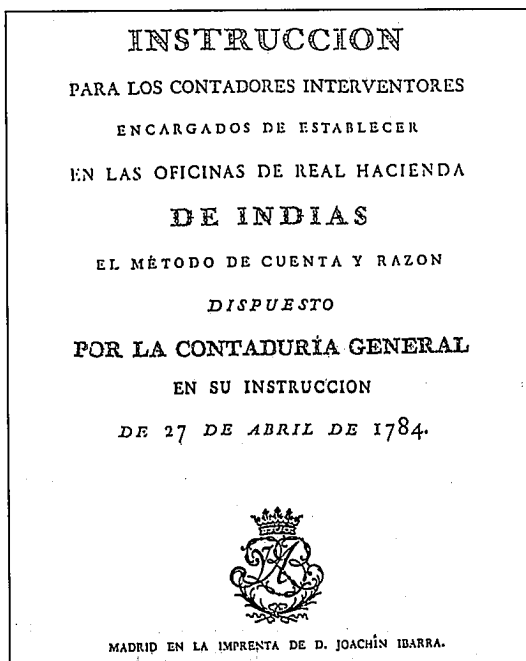 INSTRUCCION
PARA LOS CONTADORES INTERVENTORES
ENCARGADOS DE ESTABLECER
EN LAS OFICINAS DE REAL HACIENDA
DE INDIAS
EL MÉTODO DE CUENTA Y RAZON
DISPUESTO
POR LA CONTADURÍA GENERAL
EN SU INSTRUCCION
DE 27 DE ABRIL DE 1784.
MADRID EN LA IMPRENTA DE D. JOACHÎN IBARRA.